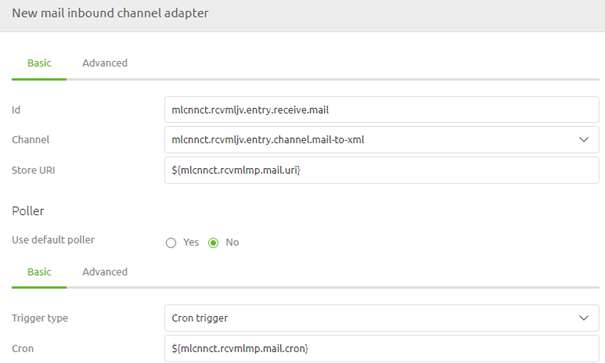 New mail inbound channel adapter
Basic Advanced
Id mlcnnct.rcvmljv.entry.receive.mail
Channel mlcnnct.rcvmljv.entry.channel.mail-to-xml
Store URI ${mlcnnct.rcvmlmp.mail.uri}
Poller
Use default poller Yes No
Basic Advanced
Trigger type Cron trigger
Cron ${mlcnnct.rcvmlmp.mail.cron}